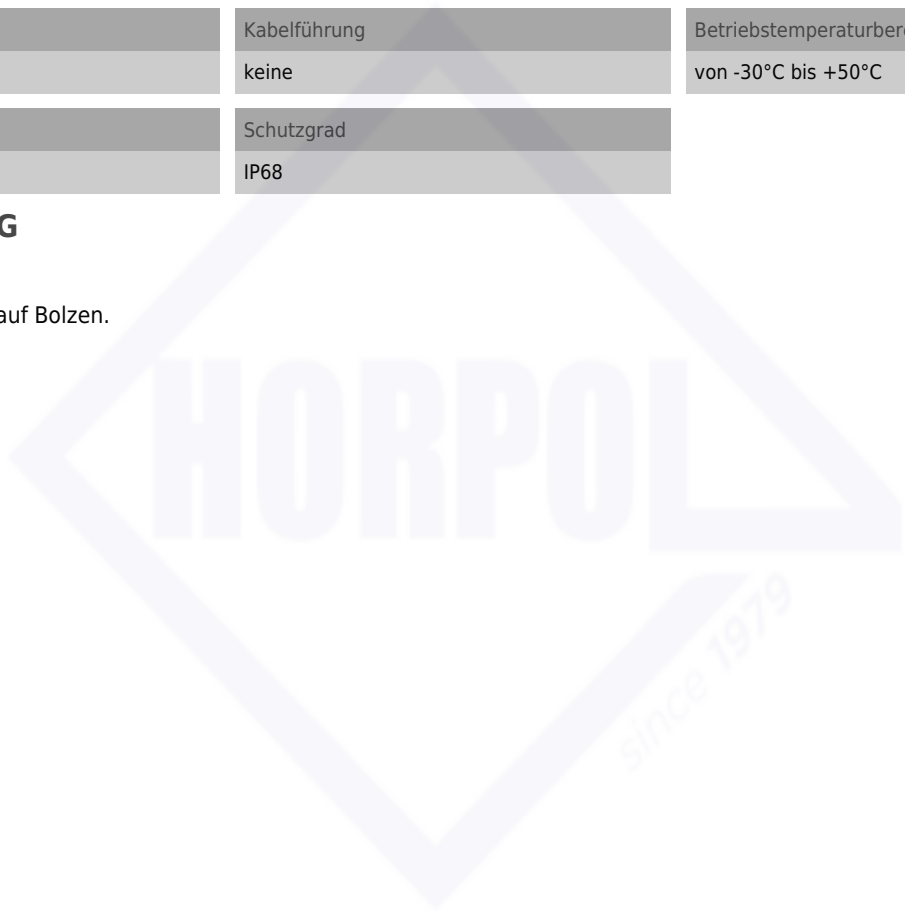 Kabelführung
Betriebstemperaturber
keine
von -30°C bis +50°C
Schutzgrad
IP68
G
auf Bolzen.
HORPOL
since 1979